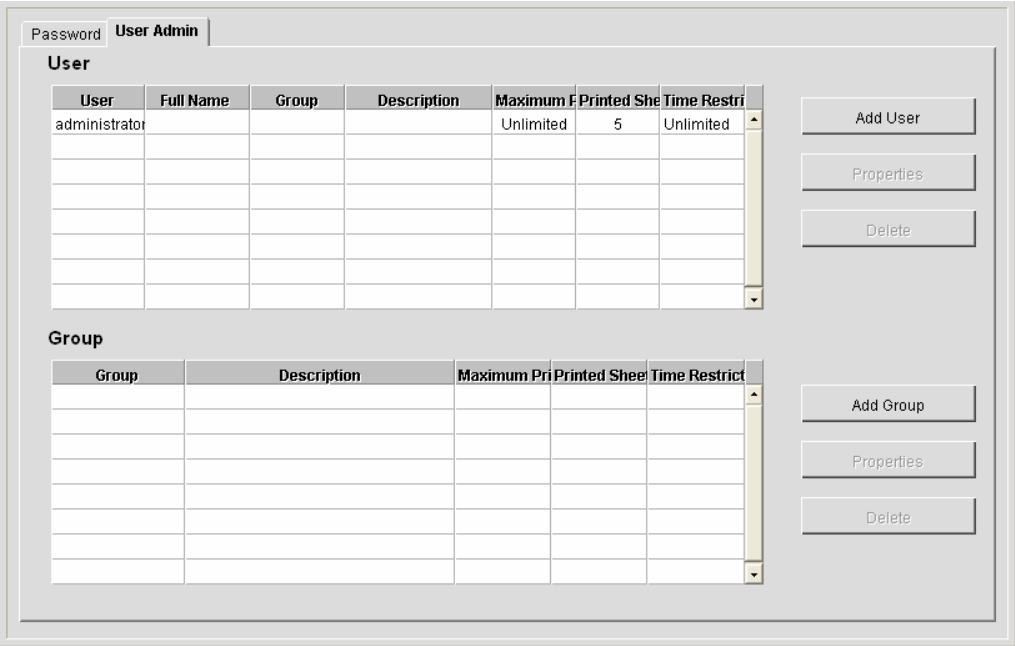 Password User Admin
User
User Full Name Group Description Maximum P Printed She Time Restri
administrator Unlimited 5 Unlimited
Add User
Properties
Delete
Group
Group Description Maximum Pri Printed Sheet Time Restrict
Add Group
Properties
Delete